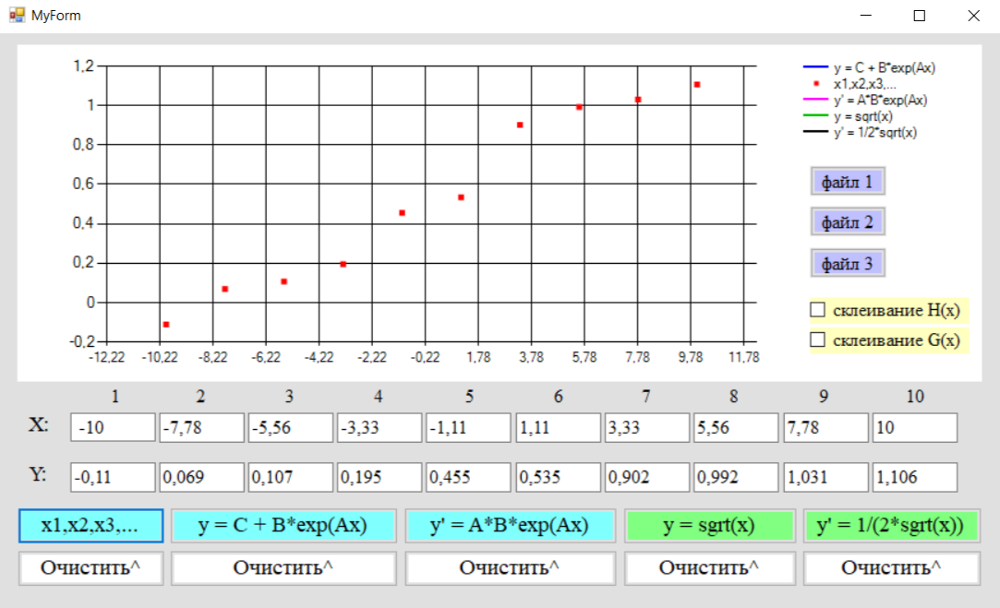 MyForm
1,2
1
0,8
0,6
0,4
0,2
0
-0,2
-12,22 -10,22 -8,22 -6,22 -4,22 -2,22 -0,22 1,78 3,78 5,78 7,78 9,78 11,78
y = C + B*exp(Ax)
x1,x2,x3,...
y' = A*B*exp(Ax)
y = sqrt(x)
y' = 1/2*sqrt(x)
файл 1
файл 2
файл 3
склеивание H(x)
склеивание G(x)
1 2 3 4 5 6 7 8 9 10
X: -10 -7,78 -5,56 -3,33 -1,11 1,11 3,33 5,56 7,78 10
Y: -0,11 0,069 0,107 0,195 0,455 0,535 0,902 0,992 1,031 1,106
x1,x2,x3,... y = C + B*exp(Ax) y' = A*B*exp(Ax) y = sgrt(x) y' = 1/(2*sgrt(x))
Очистить^ Очистить^ Очистить^ Очистить^ Очистить^